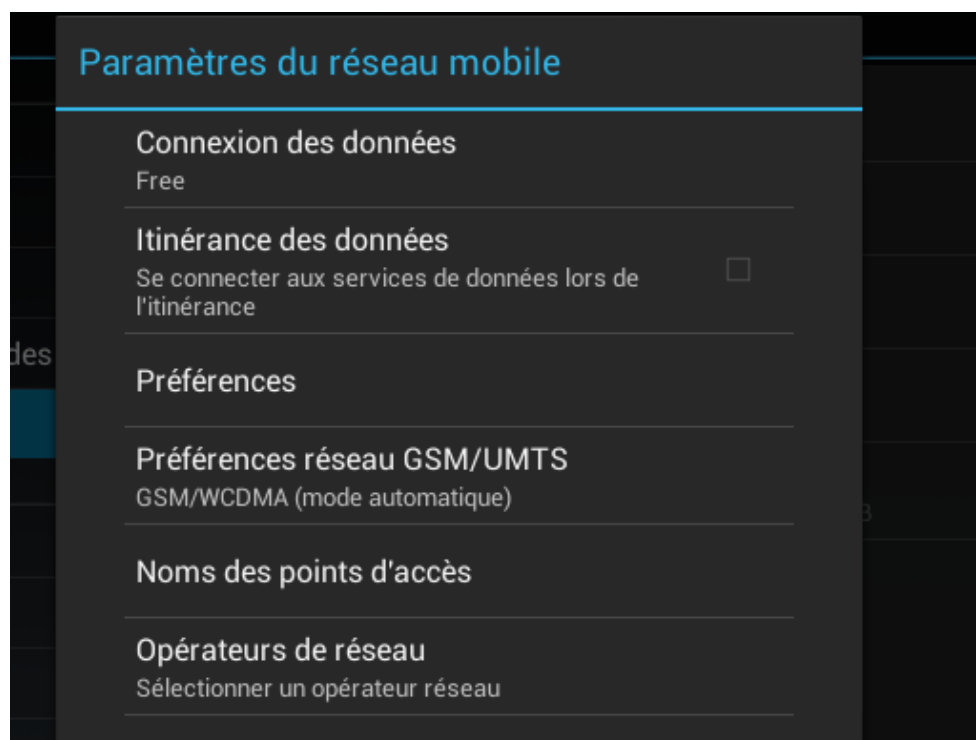 Paramètres du réseau mobile
Connexion des données
Free
Itinérance des données
Se connecter aux services de données lors de
l'itinérance
des
Préférences
Préférences réseau GSM/UMTS
GSM/WCDMA (mode automatique)
Noms des points d'accès
Opérateurs de réseau
Sélectionner un opérateur réseau